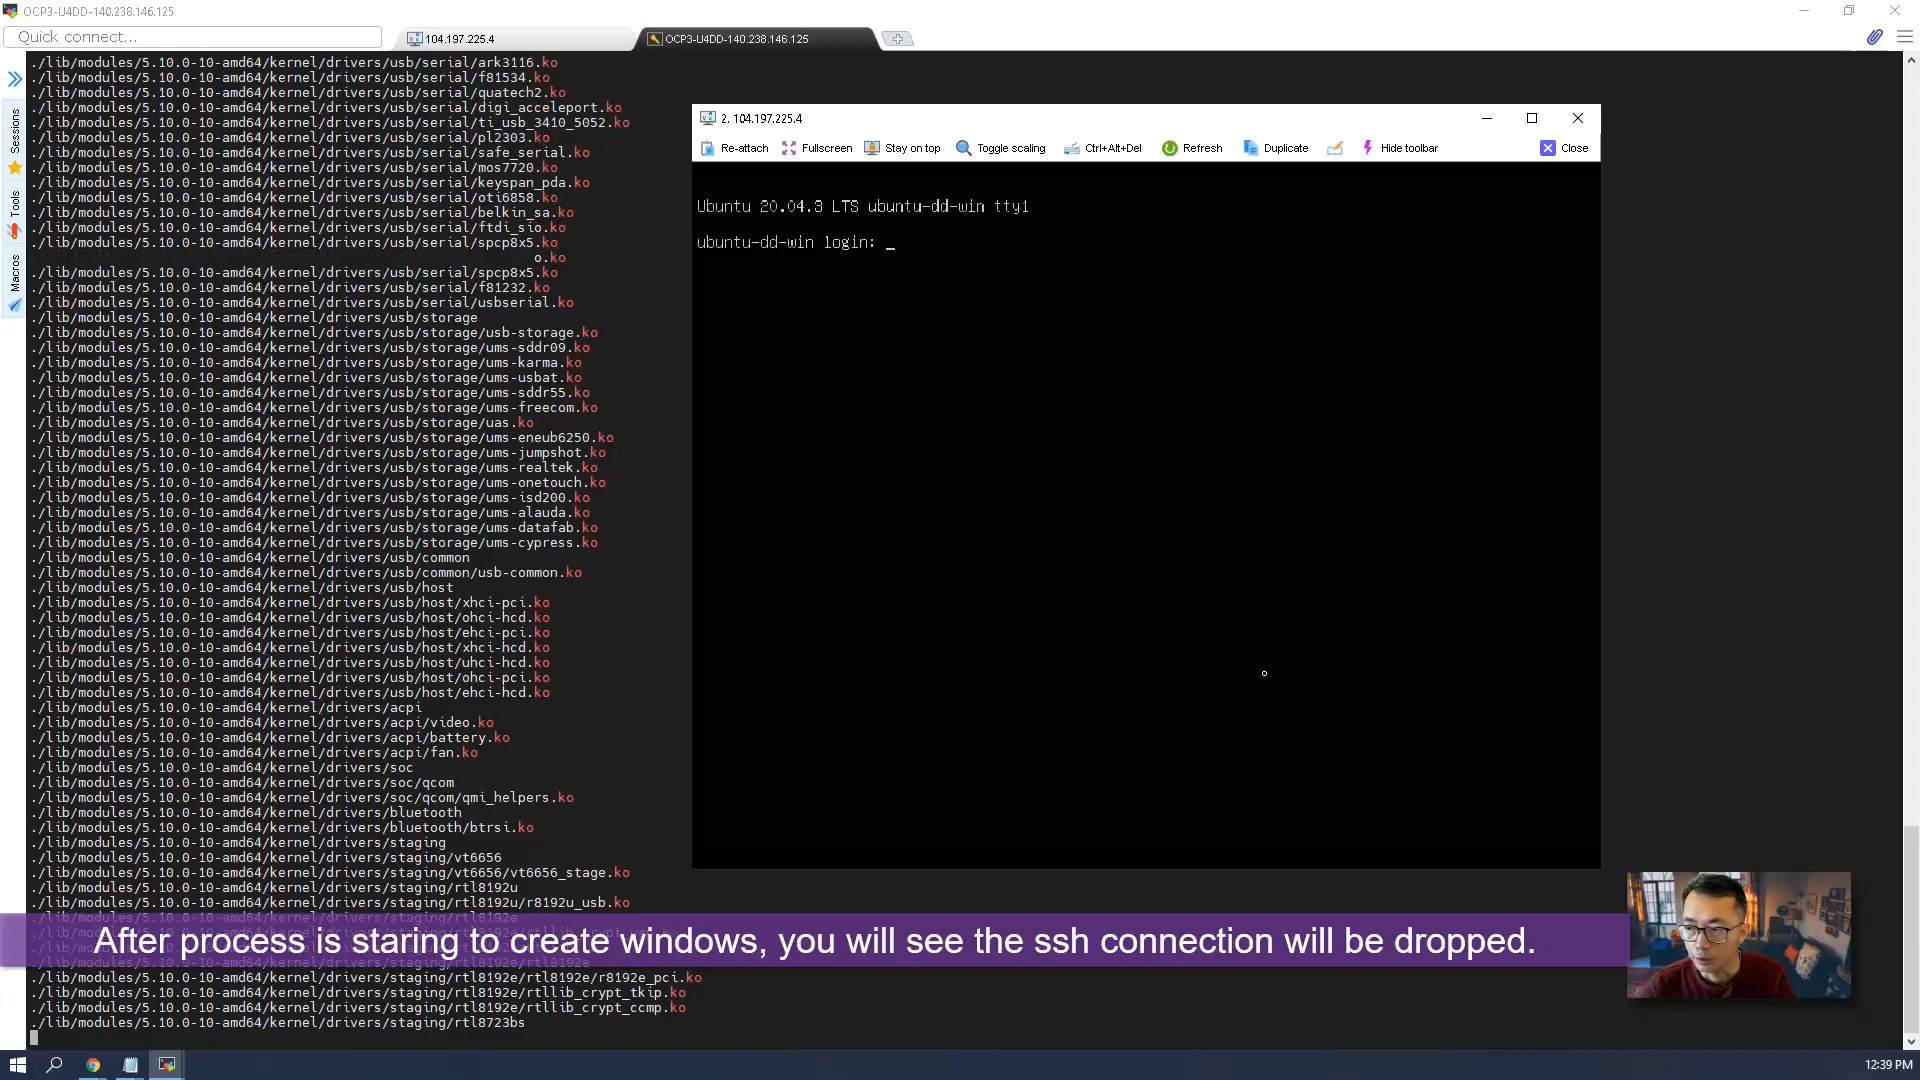 OCP3-U4DD-140.238.146.125
Quick connect...
104.197.225.4
OCP3-U4DD-140.238.146.125
Sessions
Tools
Macros
./lib/modules/5.10.0-10-amd64/kernel/drivers/usb/serial/ark3116.ko
./lib/modules/5.10.0-10-amd64/kernel/drivers/usb/serial/f81534.ko
./lib/modules/5.10.0-10-amd64/kernel/drivers/usb/serial/quatech2.ko
./lib/modules/5.10.0-10-amd64/kernel/drivers/usb/serial/digi_acceleport.ko
./lib/modules/5.10.0-10-amd64/kernel/drivers/usb/serial/ti_usb_3410_5052.ko
./lib/modules/5.10.0-10-amd64/kernel/drivers/usb/serial/pl2303.ko
./lib/modules/5.10.0-10-amd64/kernel/drivers/usb/serial/safe_serial.ko
./lib/modules/5.10.0-10-amd64/kernel/drivers/usb/serial/mos7720.ko
./lib/modules/5.10.0-10-amd64/kernel/drivers/usb/serial/keyspan_pda.ko
./lib/modules/5.10.0-10-amd64/kernel/drivers/usb/serial/oti6858.ko
./lib/modules/5.10.0-10-amd64/kernel/drivers/usb/serial/belkin_sa.ko
./lib/modules/5.10.0-10-amd64/kernel/drivers/usb/serial/ftdi_sio.ko
./lib/modules/5.10.0-10-amd64/kernel/drivers/usb/serial/spcp8x5.ko
o.ko
./lib/modules/5.10.0-10-amd64/kernel/drivers/usb/serial/spcp8x5.ko
./lib/modules/5.10.0-10-amd64/kernel/drivers/usb/serial/f81232.ko
./lib/modules/5.10.0-10-amd64/kernel/drivers/usb/serial/usbserial.ko
./lib/modules/5.10.0-10-amd64/kernel/drivers/usb/storage
./lib/modules/5.10.0-10-amd64/kernel/drivers/usb/storage/usb-storage.ko
./lib/modules/5.10.0-10-amd64/kernel/drivers/usb/storage/ums-sddr09.ko
./lib/modules/5.10.0-10-amd64/kernel/drivers/usb/storage/ums-karma.ko
./lib/modules/5.10.0-10-amd64/kernel/drivers/usb/storage/ums-usbat.ko
./lib/modules/5.10.0-10-amd64/kernel/drivers/usb/storage/ums-sddr55.ko
./lib/modules/5.10.0-10-amd64/kernel/drivers/usb/storage/ums-freecom.ko
./lib/modules/5.10.0-10-amd64/kernel/drivers/usb/storage/uas.ko
./lib/modules/5.10.0-10-amd64/kernel/drivers/usb/storage/ums-eneub6250.ko
./lib/modules/5.10.0-10-amd64/kernel/drivers/usb/storage/ums-jumpshot.ko
./lib/modules/5.10.0-10-amd64/kernel/drivers/usb/storage/ums-realtek.ko
./lib/modules/5.10.0-10-amd64/kernel/drivers/usb/storage/ums-onetouch.ko
./lib/modules/5.10.0-10-amd64/kernel/drivers/usb/storage/ums-isd200.ko
./lib/modules/5.10.0-10-amd64/kernel/drivers/usb/storage/ums-alauda.ko
./lib/modules/5.10.0-10-amd64/kernel/drivers/usb/storage/ums-datafab.ko
./lib/modules/5.10.0-10-amd64/kernel/drivers/usb/storage/ums-cypress.ko
./lib/modules/5.10.0-10-amd64/kernel/drivers/usb/common
./lib/modules/5.10.0-10-amd64/kernel/drivers/usb/common/usb-common.ko
./lib/modules/5.10.0-10-amd64/kernel/drivers/usb/host
./lib/modules/5.10.0-10-amd64/kernel/drivers/usb/host/xhci-pci.ko
./lib/modules/5.10.0-10-amd64/kernel/drivers/usb/host/ohci-hcd.ko
./lib/modules/5.10.0-10-amd64/kernel/drivers/usb/host/ehci-pci.ko
./lib/modules/5.10.0-10-amd64/kernel/drivers/usb/host/xhci-hcd.ko
./lib/modules/5.10.0-10-amd64/kernel/drivers/usb/host/uhci-hcd.ko
./lib/modules/5.10.0-10-amd64/kernel/drivers/usb/host/ohci-pci.ko
./lib/modules/5.10.0-10-amd64/kernel/drivers/usb/host/ehci-hcd.ko
./lib/modules/5.10.0-10-amd64/kernel/drivers/acpi
./lib/modules/5.10.0-10-amd64/kernel/drivers/acpi/video.ko
./lib/modules/5.10.0-10-amd64/kernel/drivers/acpi/battery.ko
./lib/modules/5.10.0-10-amd64/kernel/drivers/acpi/fan.ko
./lib/modules/5.10.0-10-amd64/kernel/drivers/soc
./lib/modules/5.10.0-10-amd64/kernel/drivers/soc/qcom
./lib/modules/5.10.0-10-amd64/kernel/drivers/soc/qcom/qmi_helpers.ko
./lib/modules/5.10.0-10-amd64/kernel/drivers/bluetooth
./lib/modules/5.10.0-10-amd64/kernel/drivers/bluetooth/btrsi.ko
./lib/modules/5.10.0-10-amd64/kernel/drivers/staging
./lib/modules/5.10.0-10-amd64/kernel/drivers/staging/vt6656
./lib/modules/5.10.0-10-amd64/kernel/drivers/staging/vt6656/vt6656_stage.ko
./lib/modules/5.10.0-10-amd64/kernel/drivers/staging/rtl8192u
./lib/modules/5.10.0-10-amd64/kernel/drivers/staging/rtl8192u/r8192u_usb.ko
./lib/modules/5.10.0-10-amd64/kernel/drivers/staging/rtl8192e
After process is staring to create windows, you will see the ssh connection will be dropped.
./lib/modules/5.10.0-10-amd64/kernel/drivers/staging/rtl8192e/rtl8192e/r8192e_pci.ko
./lib/modules/5.10.0-10-amd64/kernel/drivers/staging/rtl8192e/rtllib_crypt_tkip.ko
./lib/modules/5.10.0-10-amd64/kernel/drivers/staging/rtl8192e/rtllib_crypt_ccmp.ko
./lib/modules/5.10.0-10-amd64/kernel/drivers/staging/rtl8723bs
2. 104.197.225.4
Re-attach Fullscreen Stay on top Toggle scaling Ctrl+Alt+Del Refresh Duplicate Hide toolbar Close
Ubuntu 20.04.3 LTS ubuntu-dd-win tty1
ubuntu-dd-win login: _
12:39 PM